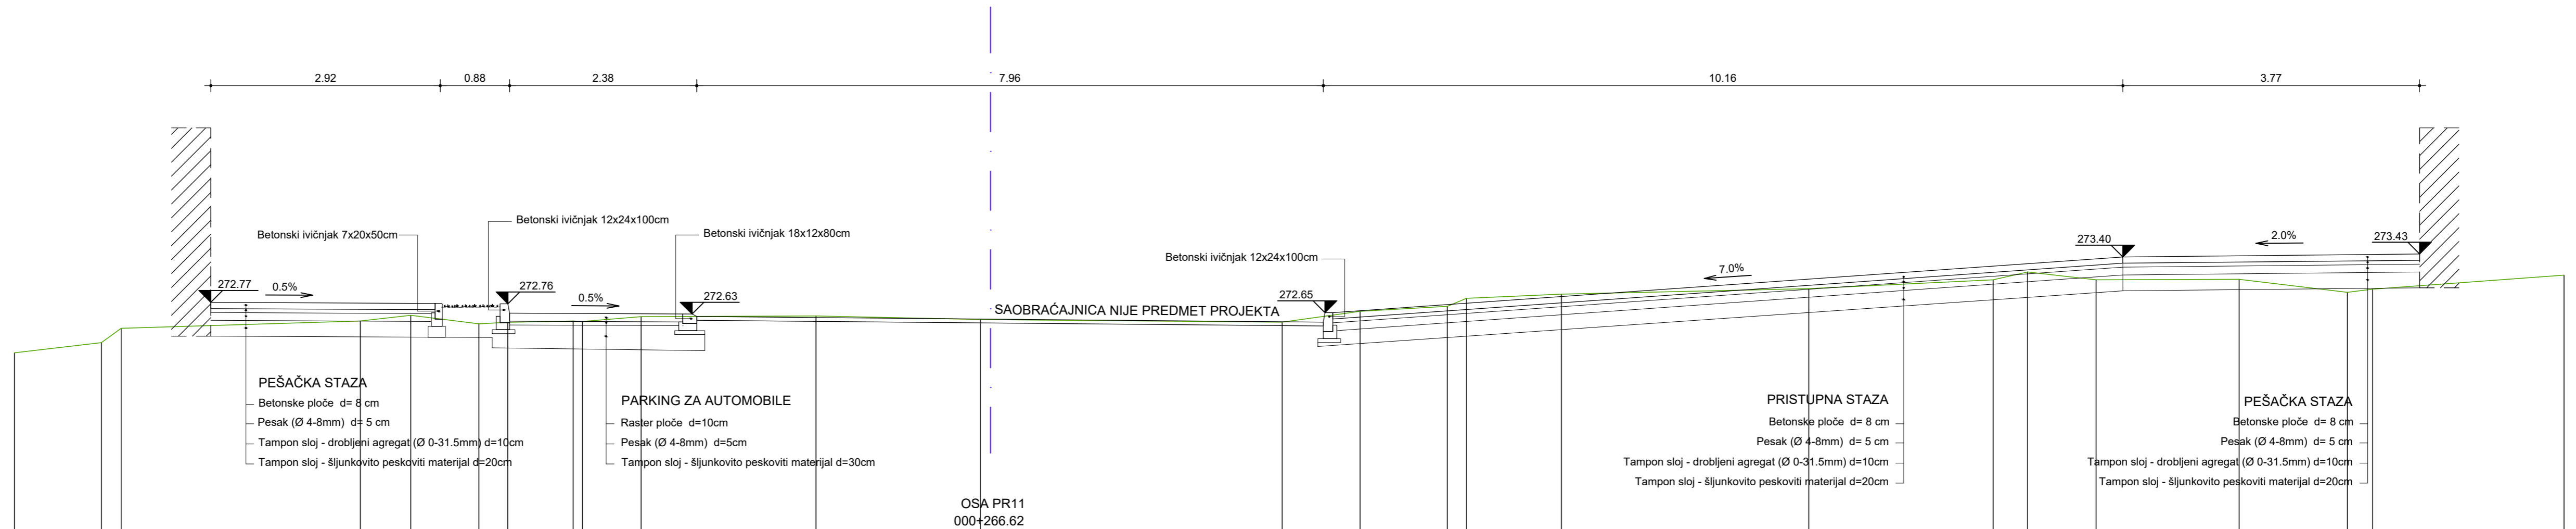 2.92
0.88
2.38
7.96
10.16
3.77
Betonski ivičnjak 12x24x100cm
Betonski ivičnjak 7x20x50cm
Betonski ivičnjak 18x12x80cm
Betonski ivičnjak 12x24x100cm
272.77
0.5%
272.76
0.5%
272.63
272.65
7.0%
273.40
2.0%
273.43
SAOBRAĆAJNICA NIJE PREDMET PROJEKTA
PEŠAČKA STAZA
Betonske ploče d= 8 cm
Pesak (Ø 4-8mm) d= 5 cm
Tampon sloj - drobljeni agregat (Ø 0-31.5mm) d=10cm
Tampon sloj - šljunkovito peskoviti materijal d=20cm
PARKING ZA AUTOMOBILE
Raster ploče d=10cm
Pesak (Ø 4-8mm) d=5cm
Tampon sloj - šljunkovito peskoviti materijal d=30cm
OSA PR11
000+266.62
PRISTUPNA STAZA
Betonske ploče d= 8 cm
Pesak (Ø 4-8mm) d= 5 cm
Tampon sloj - drobljeni agregat (Ø 0-31.5mm) d=10cm
Tampon sloj - šljunkovito peskoviti materijal d=20cm
PEŠAČKA STAZA
Betonske ploče d= 8 cm
Pesak (Ø 4-8mm) d= 5 cm
Tampon sloj - drobljeni agregat (Ø 0-31.5mm) d=10cm
Tampon sloj - šljunkovito peskoviti materijal d=20cm